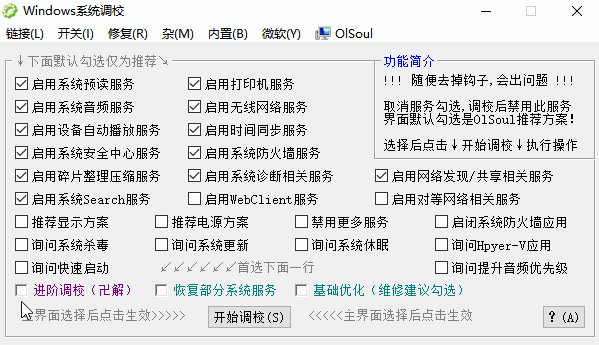 Windows系统调校
链接(L) 开关(I) 修复(R) 杂(M) 内置(B) 微软(Y) OlSoul
↓下面默认勾选仅为推荐↘ 功能简介
!!! 随便去掉钩子,会出问题 !!!
取消服务勾选,调校后禁用此服务
界面默认勾选是OlSoul推荐方案!
选择后点击↓开始调校↓执行操作
启用系统预读服务 启用打印机服务
启用系统音频服务 启用无线网络服务
启用设备自动播放服务 启用时间同步服务
启用系统安全中心服务 启用系统防火墙服务
启用碎片整理压缩服务 启用系统诊断相关服务 启用网络发现/共享相关服务
启用系统Search服务 启用WebClient服务 启用对等网络相关服务
推荐显示方案 推荐电源方案 禁用更多服务 启闭系统防火墙应用
询问系统杀毒 询问系统更新 询问系统休眠 询问Hpyer-V应用
询问快速启动 ↙↙↙↙↙↙首选下面一行 询问提升音频优先级
进阶调校（卍解） 恢复部分系统服务 基础优化（维修建议勾选）
主界面选择后点击生效>>>>> 开始调校(S) <<<<<主界面选择后点击生效 ? (A)